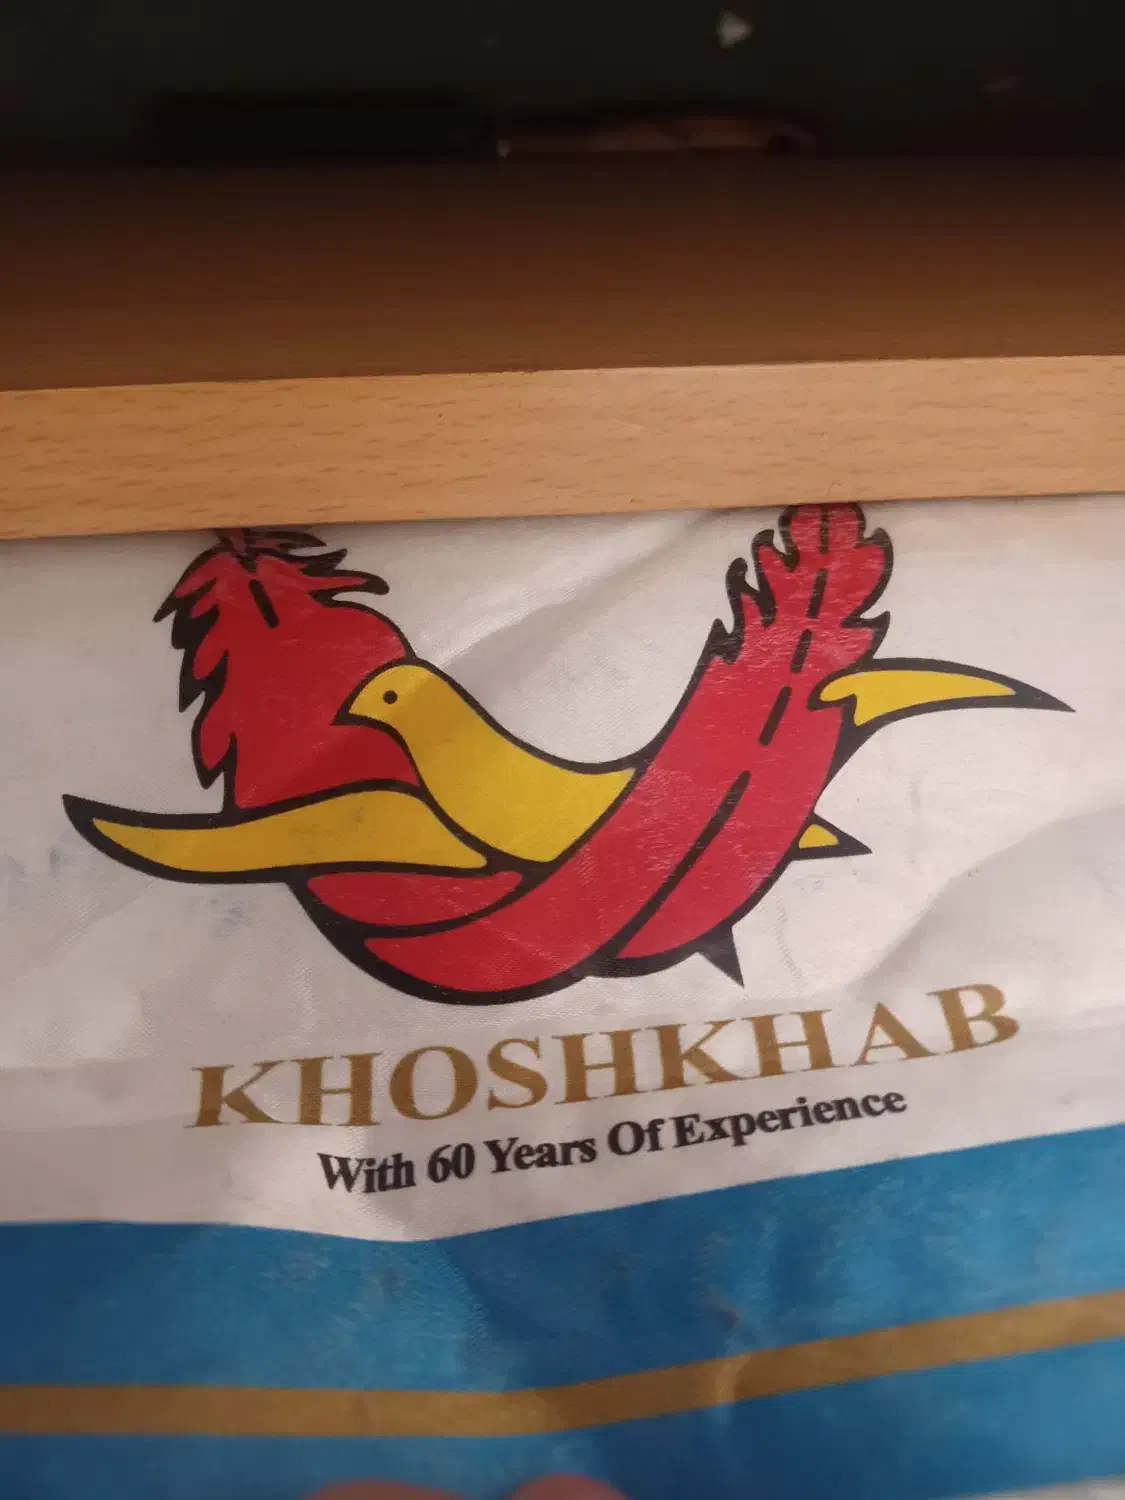 KHOSHKHAB
With 60 Years Of Experience